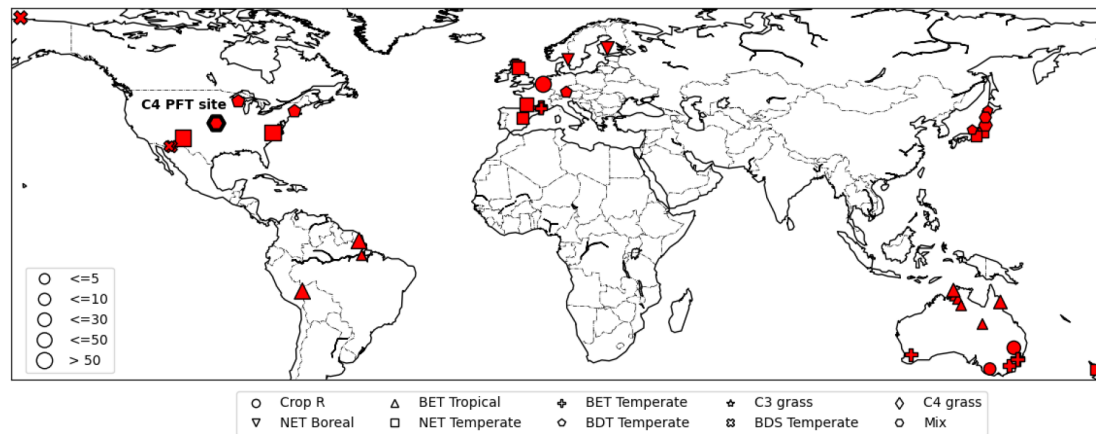 C4 PFT site
<=5
<=10
<=30
<=50
> 50
Crop R BET Tropical BET Temperate C3 grass C4 grass
NET Boreal NET Temperate BDT Temperate BDS Temperate Mix